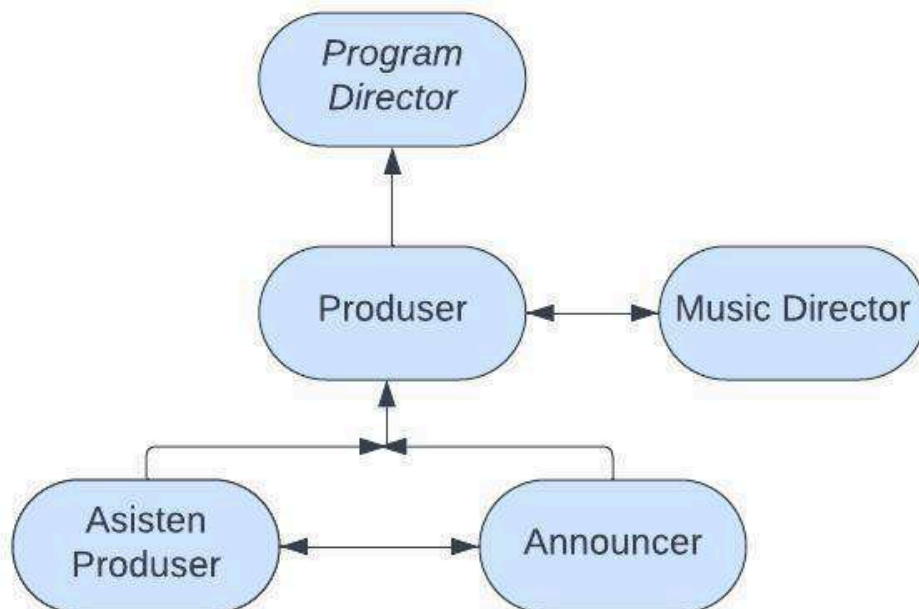 Program
Director
Produser
Music Director
Asisten
Produser
Announcer